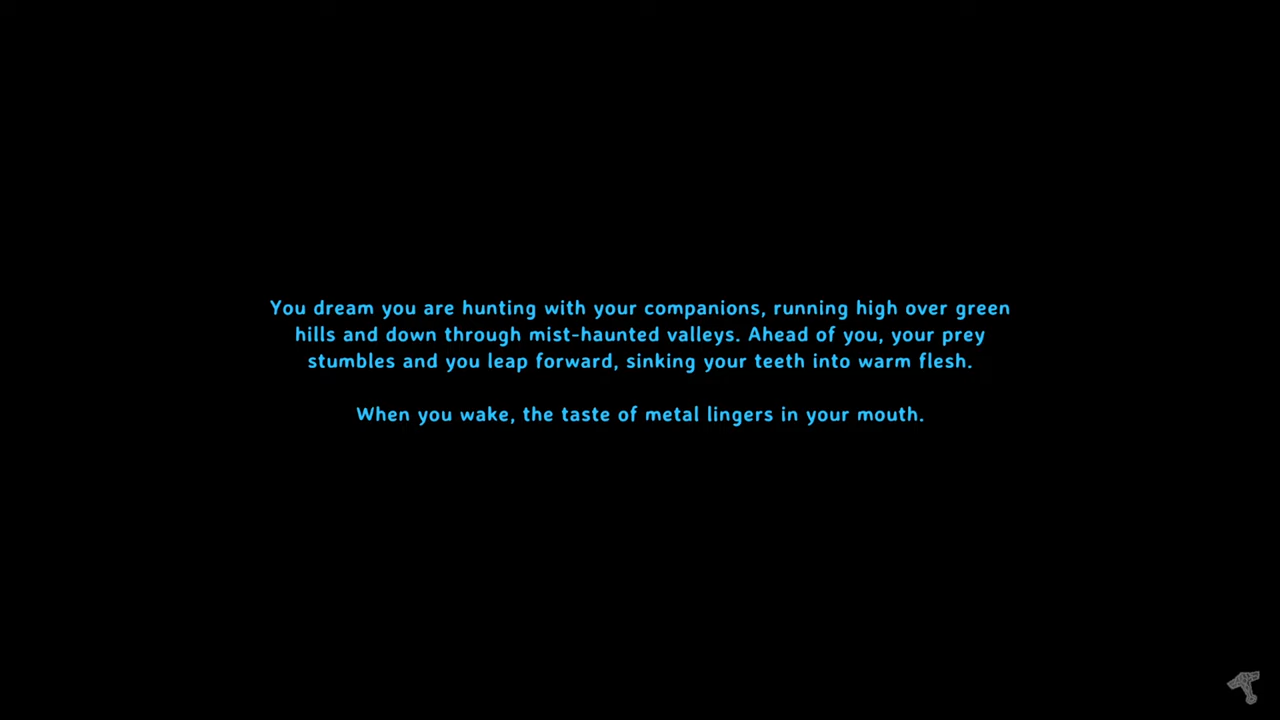 You dream you are hunting with your companions, running high over green
hills and down through mist-haunted valleys. Ahead of you, your prey
stumbles and you leap forward, sinking your teeth into warm flesh.
When you wake, the taste of metal lingers in your mouth.